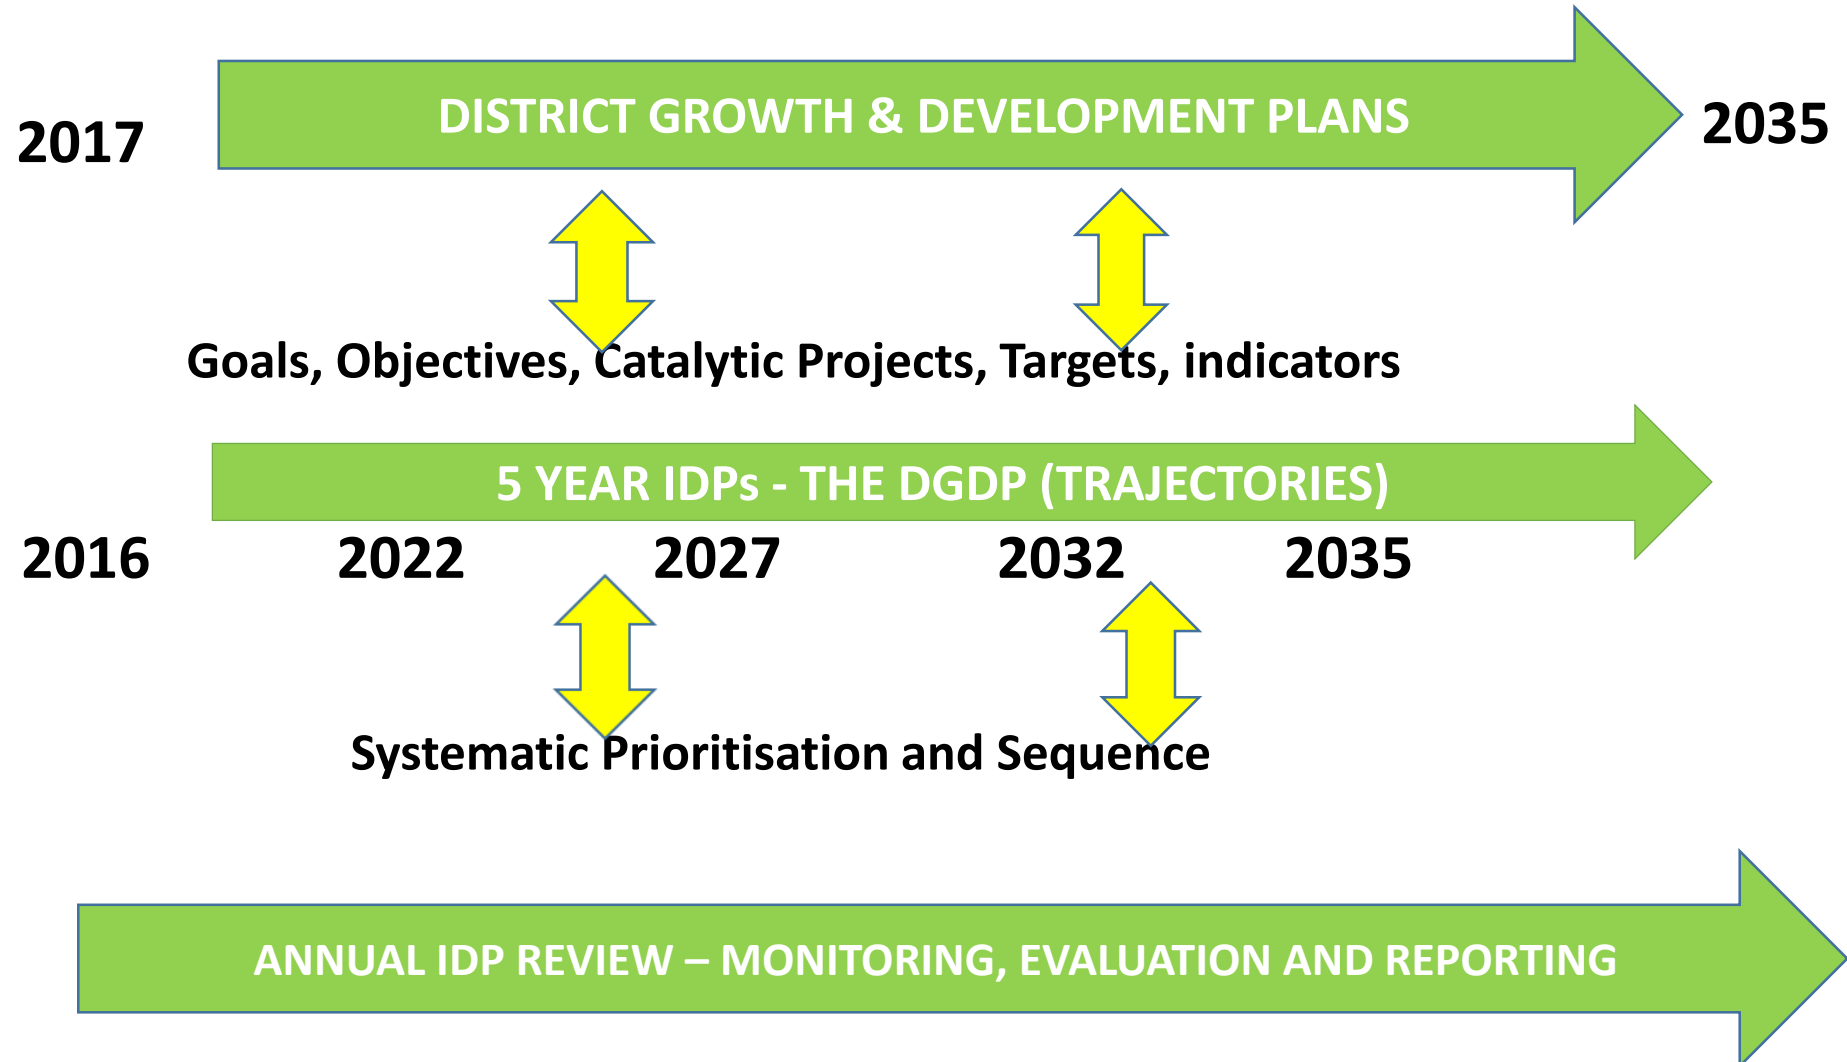 DISTRICT GROWTH & DEVELOPMENT PLANS
2017
2035
Goals, Objectives, Catalytic Projects, Targets, indicators
5 YEAR IDPs - THE DGDP (TRAJECTORIES)
2016 2022 2027 2032 2035
Systematic Prioritisation and Sequence
ANNUAL IDP REVIEW – MONITORING, EVALUATION AND REPORTING